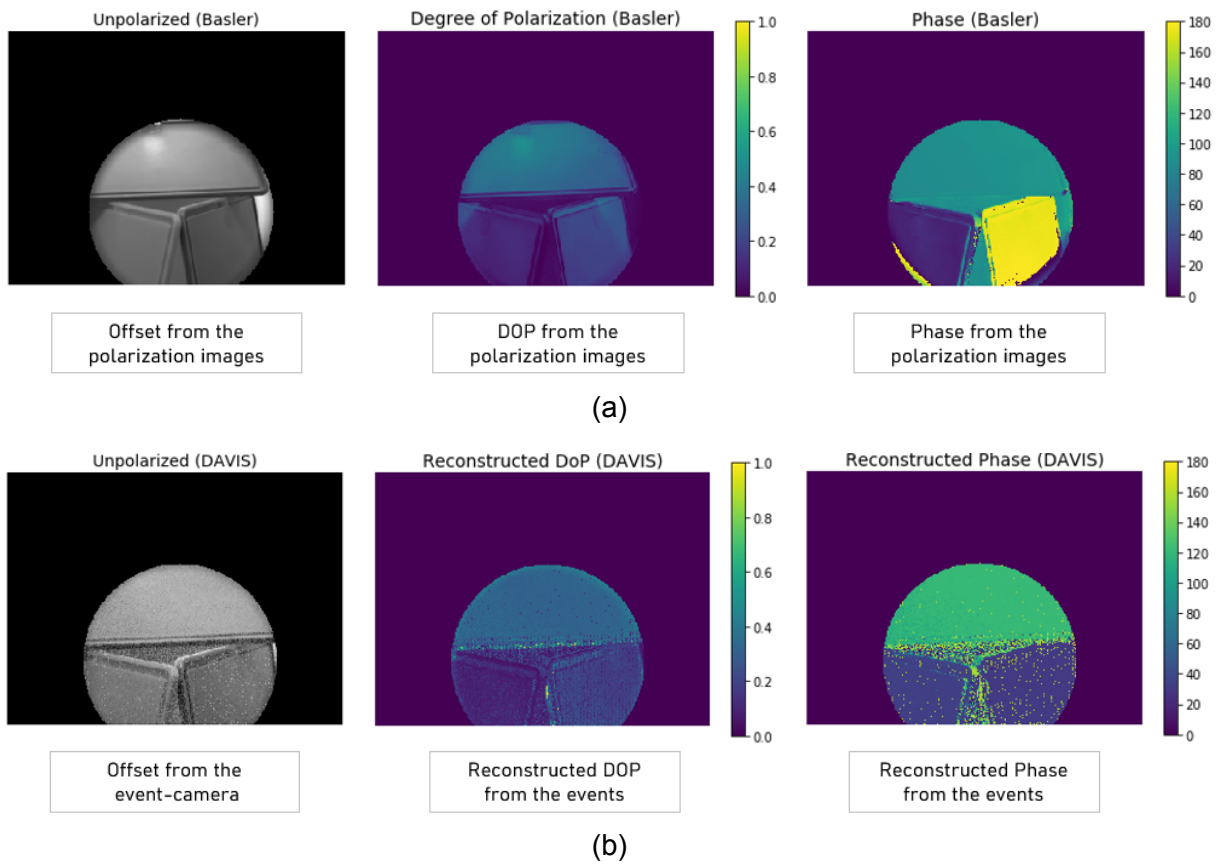 Unpolarized (Basler)
Degree of Polarization (Basler)
Phase (Basler)
1.0
0.8
0.6
0.4
0.2
0.0
180
160
140
120
100
80
60
40
20
0
Offset from the
polarization images
DOP from the
polarization images
Phase from the
polarization images
(a)
Unpolarized (DAVIS)
Reconstructed DoP (DAVIS)
Reconstructed Phase (DAVIS)
1.0
0.8
0.6
0.4
0.2
0.0
180
160
140
120
100
80
60
40
20
0
Offset from the
event-camera
Reconstructed DOP
from the events
Reconstructed Phase
from the events
(b)